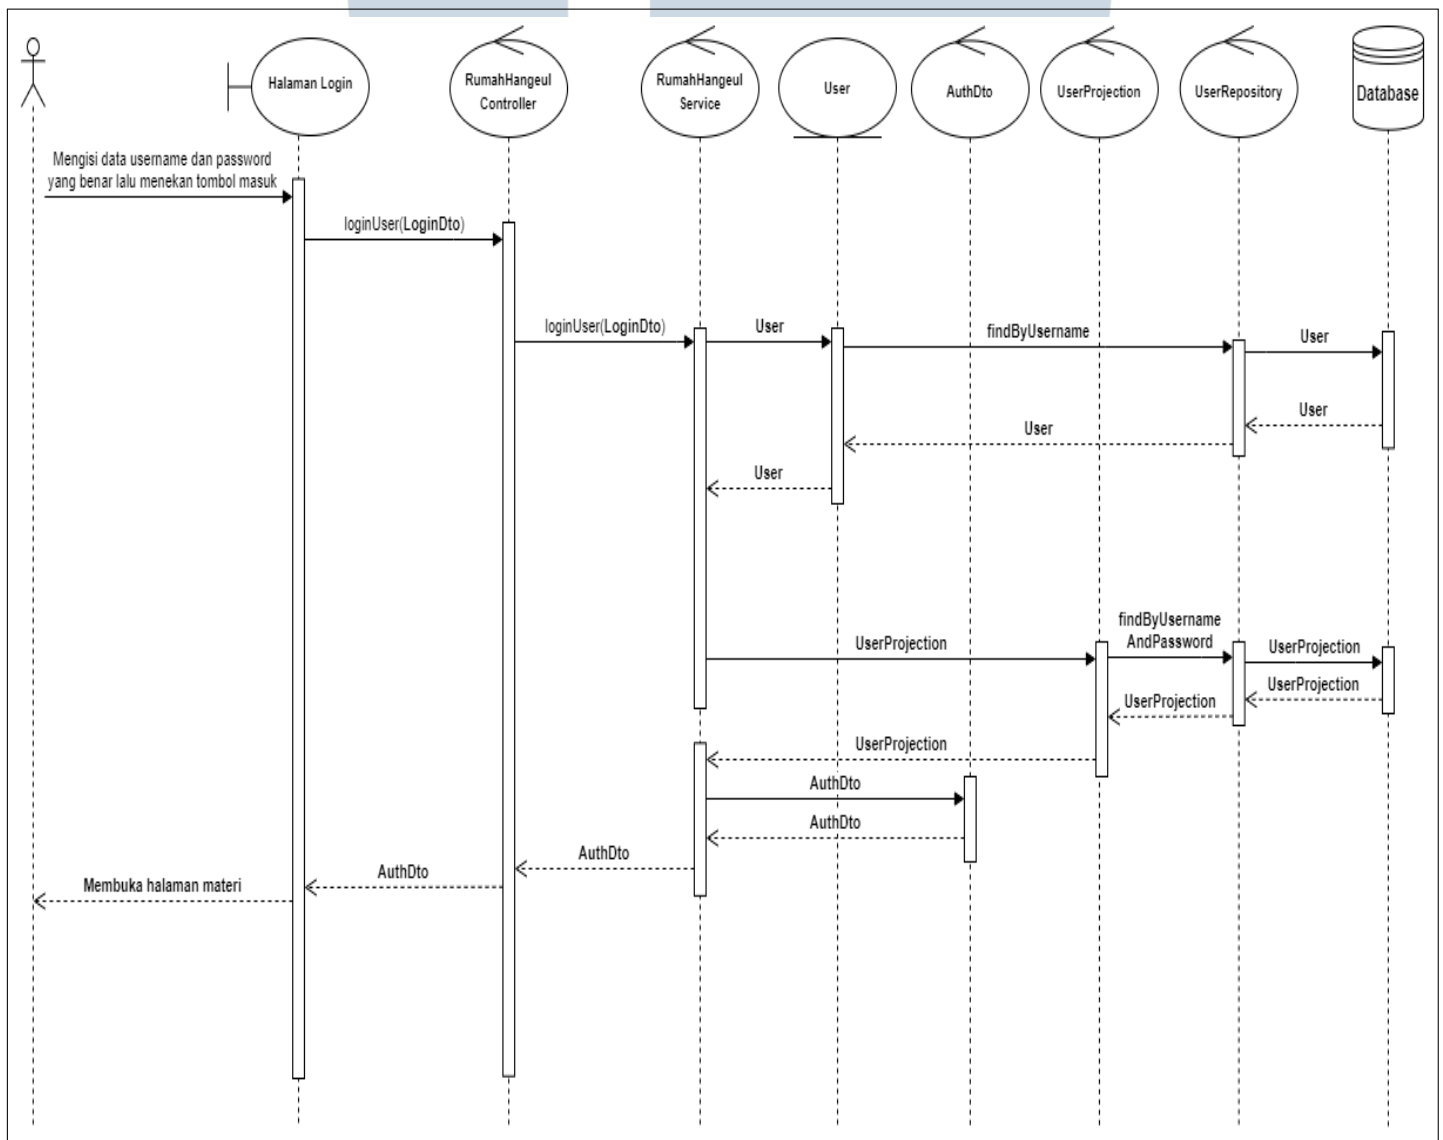 Halaman Login
RumahHangeul
Controller
RumahHangeul
Service
User
AuthDto
UserProjection
UserRepository
Database
Mengisi data username dan password
yang benar lalu menekan tombol masuk
loginUser(LoginDto)
loginUser(LoginDto)
User
findByUsername
User
User
User
User
findByUsername
AndPassword
UserProjection
UserProjection
UserProjection
UserProjection
UserProjection
AuthDto
AuthDto
AuthDto
AuthDto
Membuka halaman materi